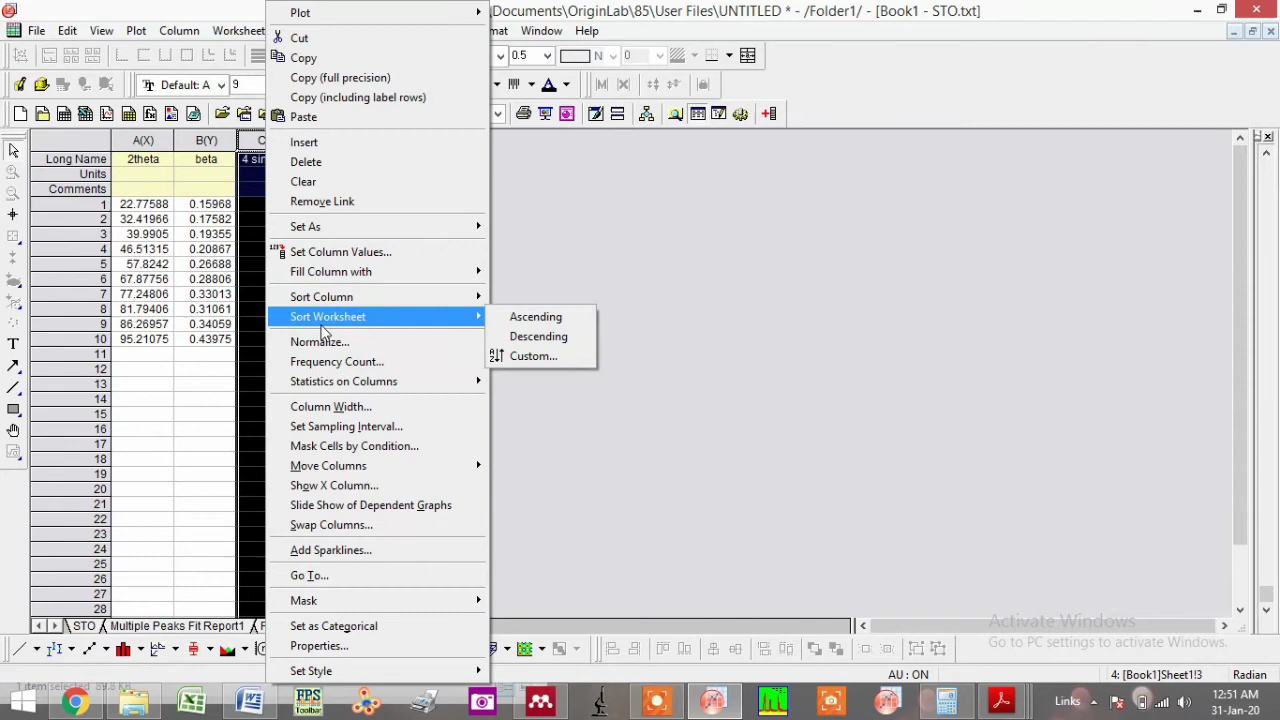 \Documents\OriginLab\85\User Files\UNTITLED * - /Folder1/ - [Book1 - STO.txt]
File Edit View Plot Column Worksheet
mat Window Help
0.5 N 0
Default: A 9
A(X) B(Y) C
Long Name 2theta beta 4 sin
Units
Comments
1 22.77588 0.15968
2 32.41966 0.17582
3 39.9905 0.19355
4 46.51315 0.20867
5 57.8242 0.26688
6 67.87756 0.28806
7 77.24806 0.33013
8 81.79406 0.31061
9 86.26957 0.34059
10 95.21075 0.43975
11
12
13
14
15
16
17
18
19
20
21
22
23
24
25
26
27
28
Plot
Cut
Copy
Copy (full precision)
Copy (including label rows)
Paste
Insert
Delete
Clear
Remove Link
Set As
Set Column Values...
Fill Column with
Sort Column
Sort Worksheet
Normalize...
Frequency Count...
Statistics on Columns
Column Width...
Set Sampling Interval...
Mask Cells by Condition...
Move Columns
Show X Column...
Slide Show of Dependent Graphs
Swap Columns...
Add Sparklines...
Go To...
Mask
Set as Categorical
Properties...
Set Style
Ascending
Descending
Custom...
STO Multiple Peaks Fit Report1
Activate Windows
Go to PC settings to activate Windows.
AU : ON 4: [Book1]Sheet1!3 Radian
1 item selected
FPS
Toolbar
Links
12:51 AM
31-Jan-20